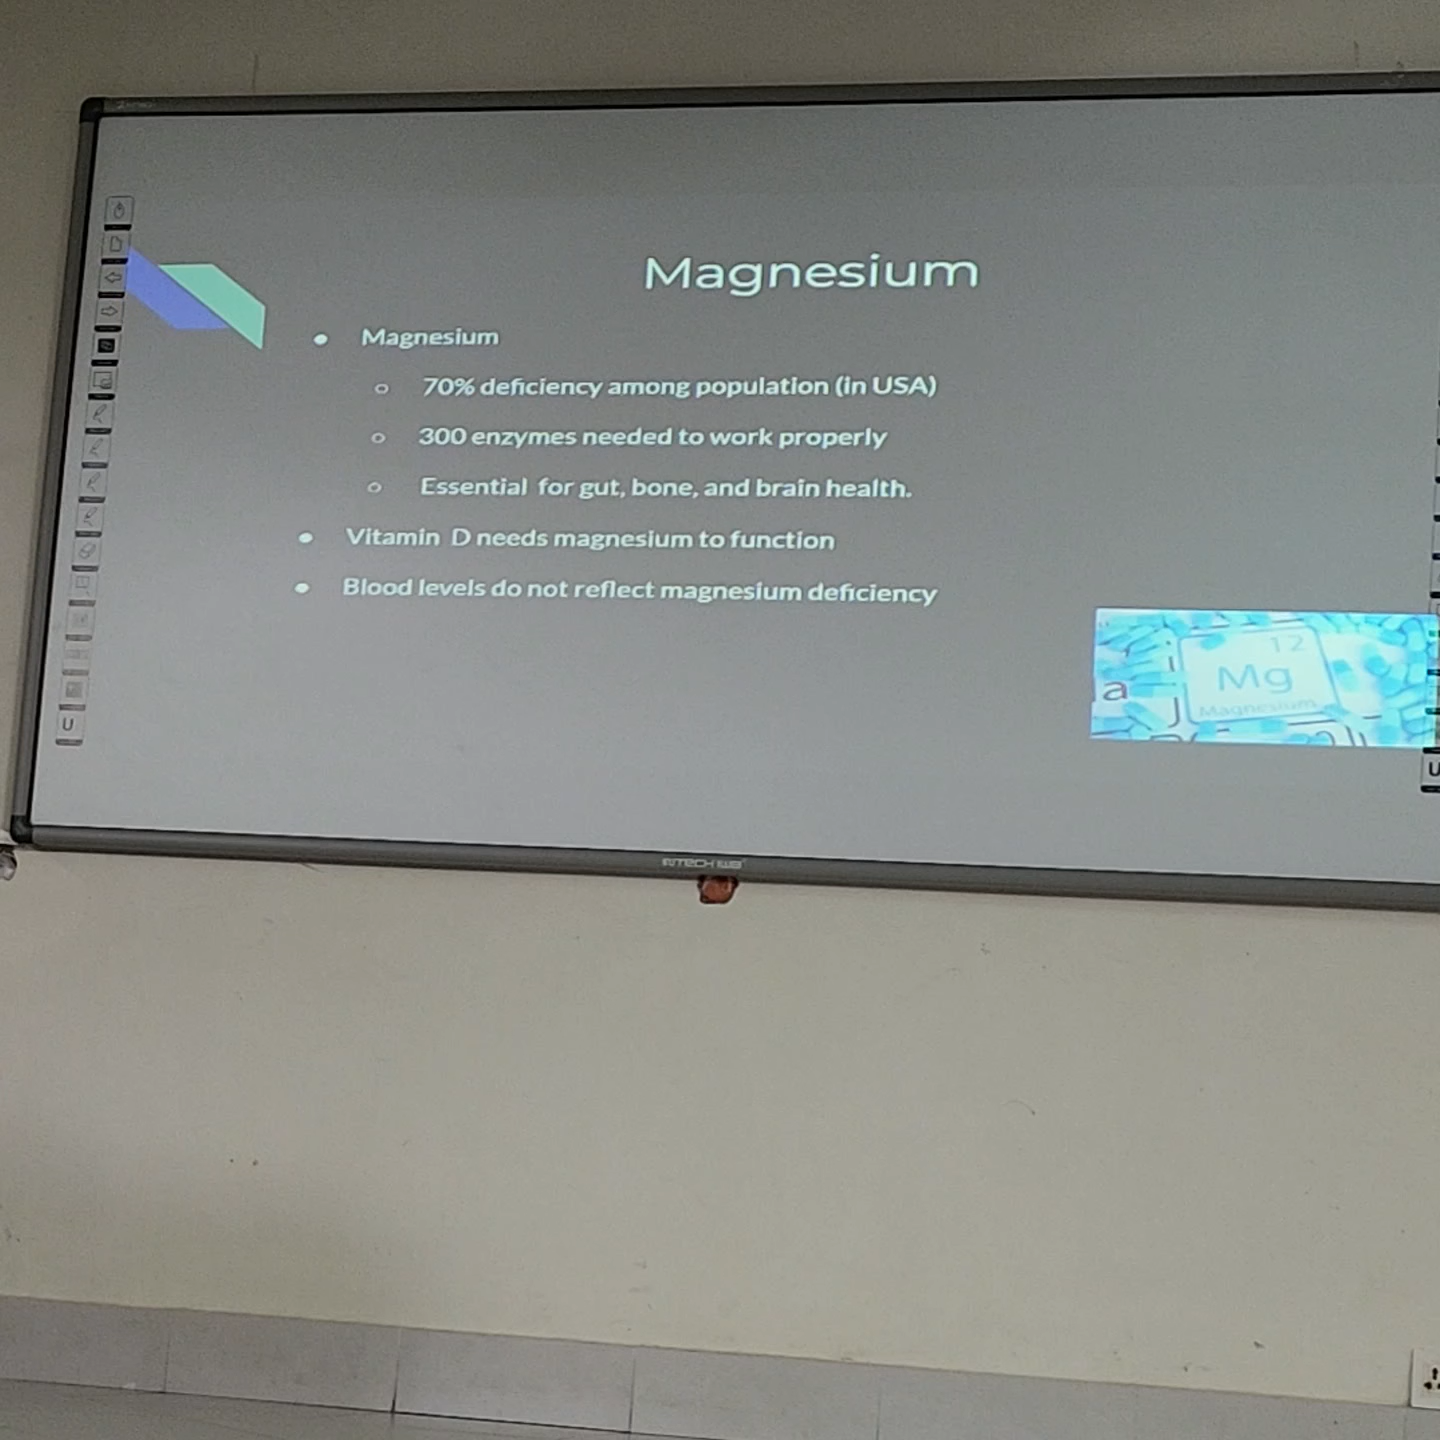 Magnesium
• Magnesium
○ 70% deficiency among population (in USA)
○ 300 enzymes needed to work properly
○ Essential for gut, bone, and brain health.
• Vitamin D needs magnesium to function
• Blood levels do not reflect magnesium deficiency
12
a
Mg
Magnesium
U
U